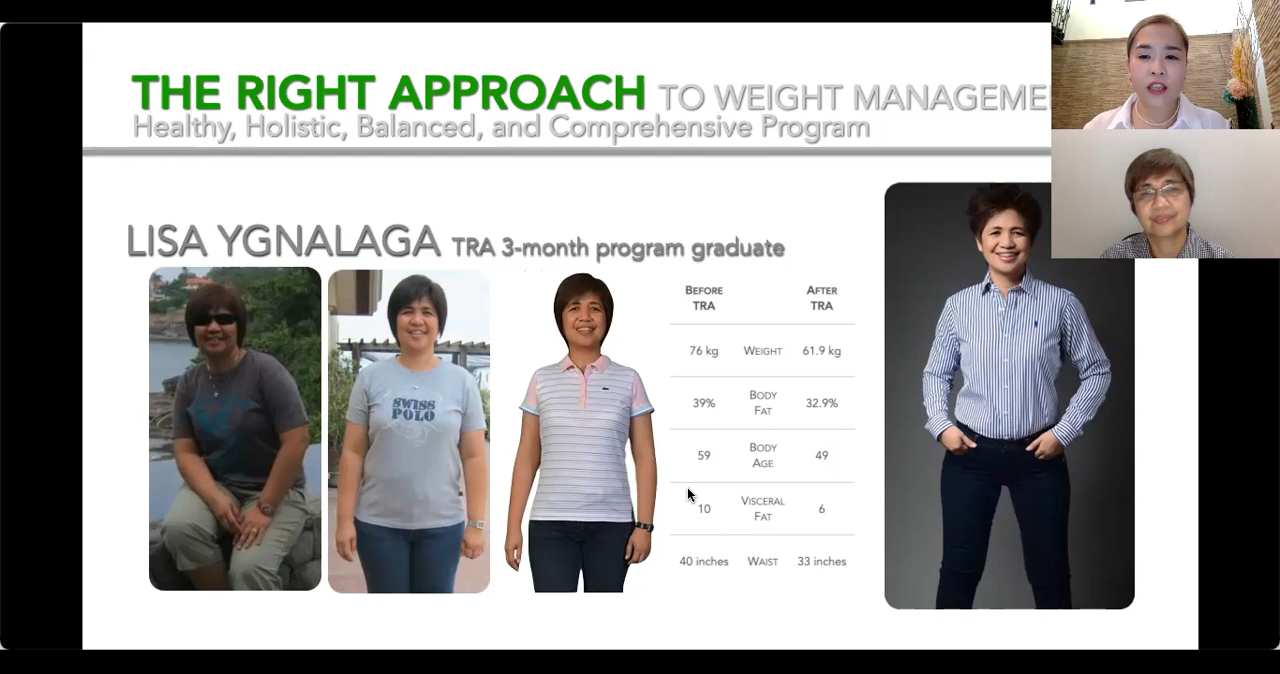 THE RIGHT APPROACH TO WEIGHT MANAGEME
Healthy, Holistic, Balanced, and Comprehensive Program
LISA YGNALAGA TRA 3-month program graduate
SWISS
POLO
BEFORE TRA AFTER TRA
76 kg WEIGHT 61.9 kg
39% BODY FAT 32.9%
59 BODY AGE 49
10 VISCERAL FAT 6
40 inches WAIST 33 inches